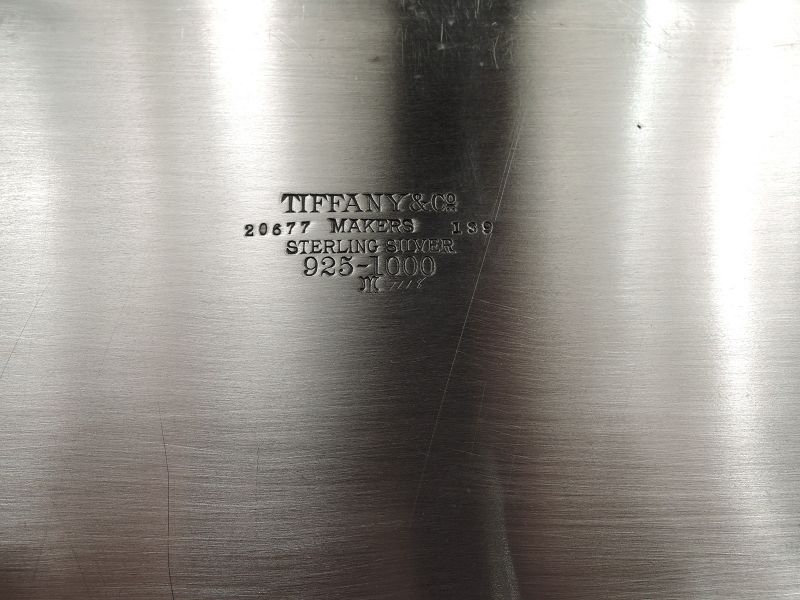 TIFFANY & Co
20677 MAKERS 189
STERLING SILVER
925-1000
M